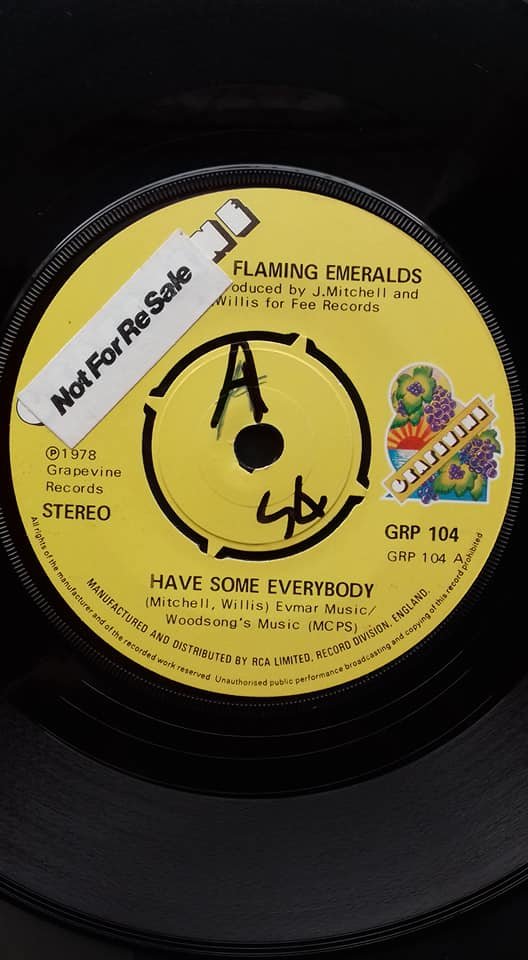 Not For Re Sale
FLAMING EMERALDS
roduced by J.Mitchell and
Willis for Fee Records
A
GRAPEVINE
℗1978
Grapevine
Records
STEREO
GRP 104
GRP 104 A
HAVE SOME EVERYBODY
(Mitchell, Willis) Evmar Music/
Woodsong's Music (MCPS)
MANUFACTURED AND DISTRIBUTED BY RCA LIMITED, RECORD DIVISION, ENGLAND.
All rights of the manufacturer and of the recorded work reserved Unauthorised public performance broadcasting and copying of this record prohibited